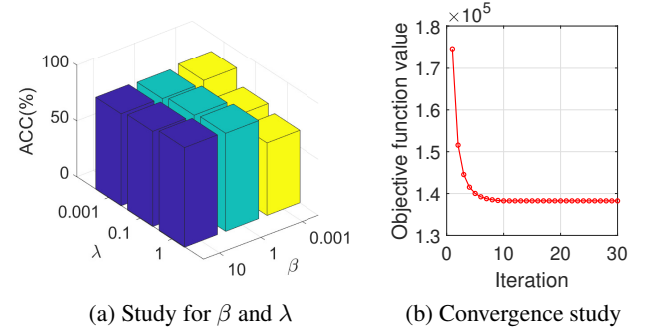 100
50
0
ACC(%)
0.001
0.1
1
λ
10
1
0.001
β
(a) Study for β and λ
×10⁵
1.8
1.7
1.6
1.5
1.4
1.3
Objective function value
0 10 20 30
Iteration
(b) Convergence study